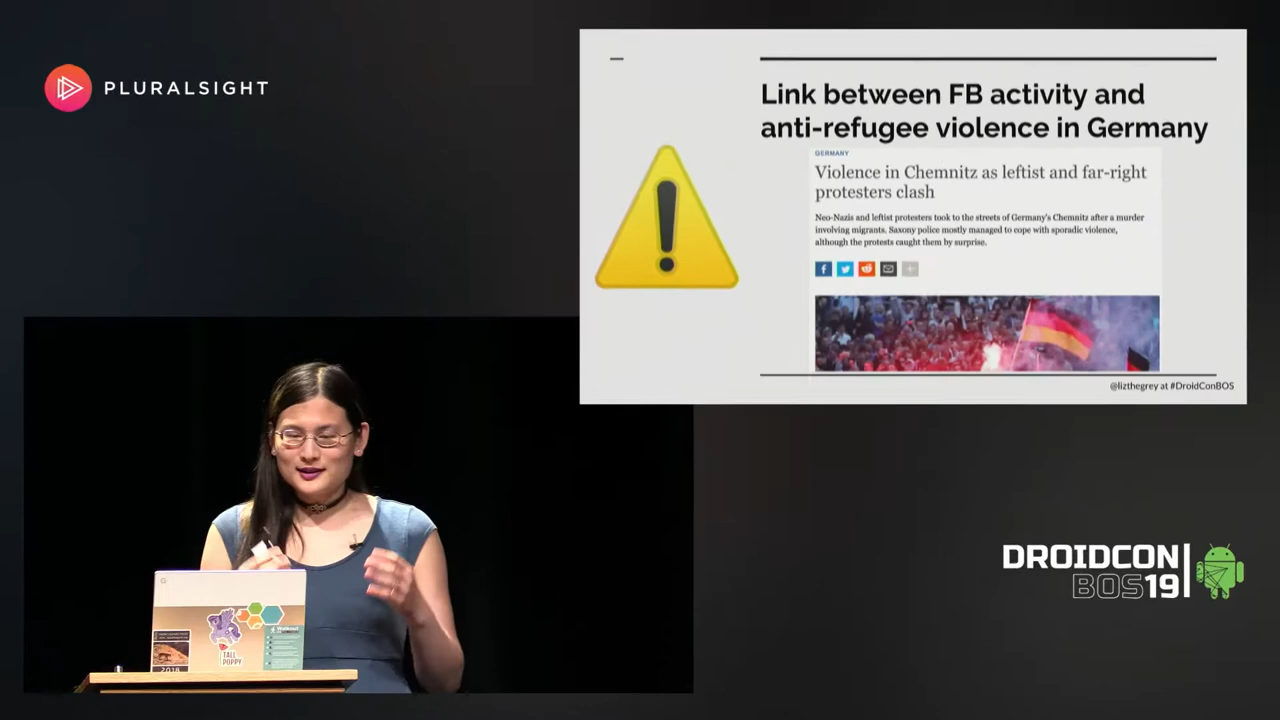 PLURALSIGHT
Link between FB activity and
anti-refugee violence in Germany
GERMANY
Violence in Chemnitz as leftist and far-right
protesters clash
Neo-Nazis and leftist protesters took to the streets of Germany's Chemnitz after a murder
involving migrants. Saxony police mostly managed to cope with sporadic violence,
although the protests caught them by surprise.
@lizthegrey at #DroidConBOS
TALL
POPPY
Walkout
2018
DROIDCON
BOS19